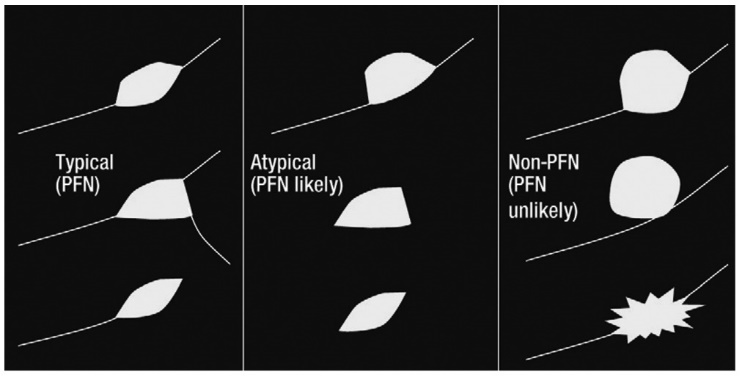 Typical
(PFN)
Atypical
(PFN likely)
Non-PFN
(PFN
unlikely)